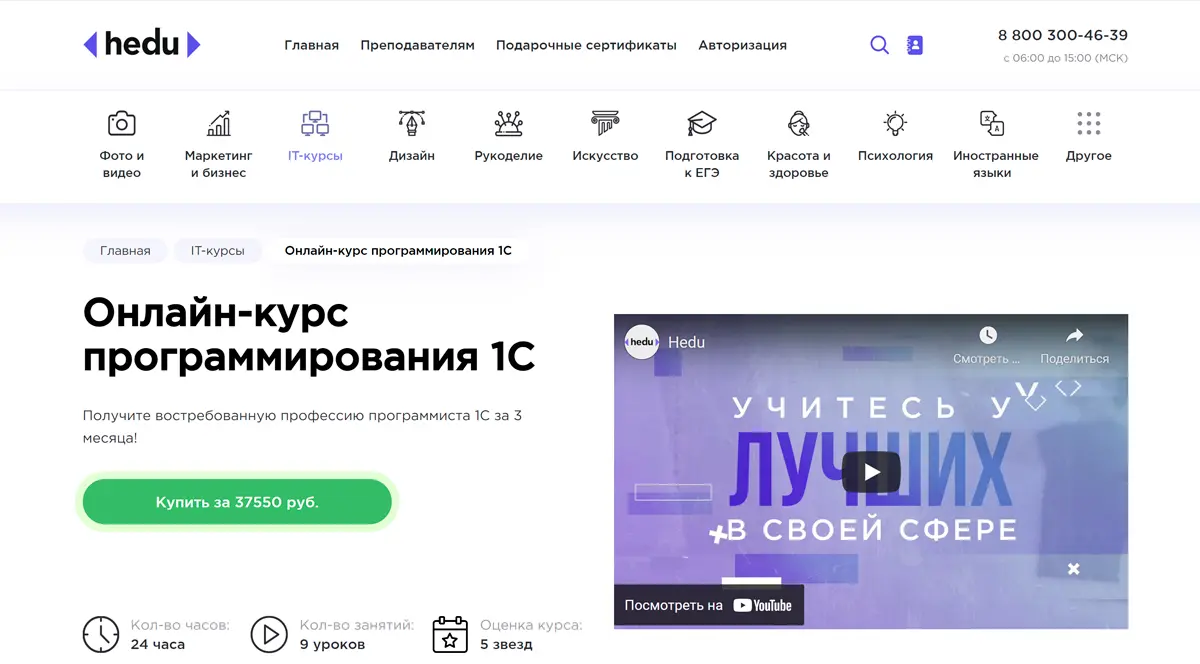 hedu
Главная
Преподавателям
Подарочные сертификаты
Авторизация
8 800 300-46-39
с 06:00 до 15:00 (МСК)
Фото и
видео
Маркетинг
и бизнес
IT-курсы
Дизайн
Рукоделие
Искусство
Подготовка
к ЕГЭ
Красота и
здоровье
Психология
Иностранные
языки
Другое
Главная
IT-курсы
Онлайн-курс программирования 1С
Онлайн-курс
программирования 1С
Получите востребованную профессию программиста 1С за 3
месяца!
Купить за 37550 руб.
Кол-во часов:
24 часа
Кол-во занятий:
9 уроков
Оценка курса:
5 звезд
hedu
Hedu
Смотреть ...
Поделиться
УЧИТЕСЬ У
ЛУЧШИХ
В СВОЕЙ СФЕРЕ
Посмотреть на YouTube